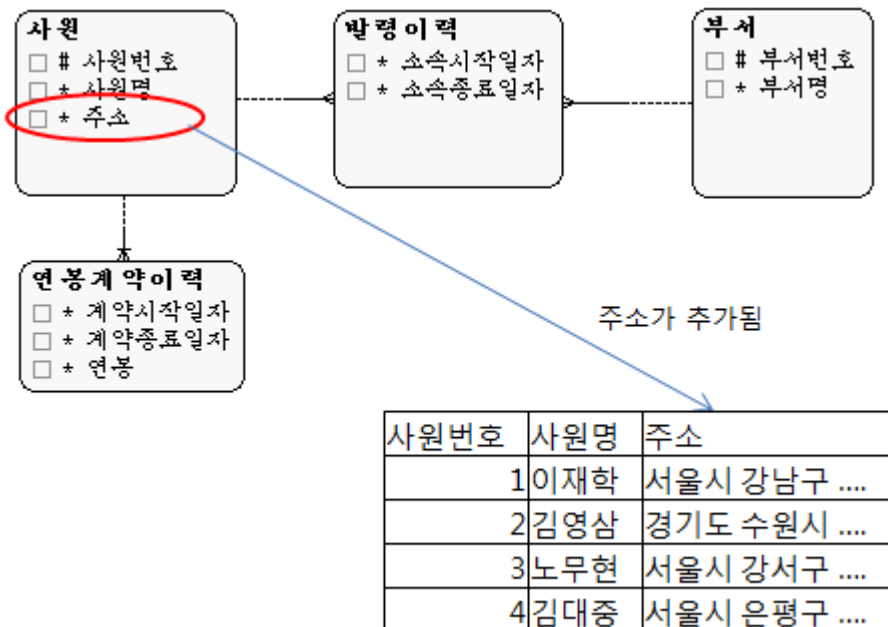 사원
# 사원번호
* 사원명
* 주소
발령이력
* 소속시작일자
* 소속종료일자
부서
# 부서번호
* 부서명
연봉계약이력
* 계약시작일자
* 계약종료일자
* 연봉
주소가 추가됨
사원번호 사원명 주소
1 이재학 서울시 강남구 ....
2 김영삼 경기도 수원시 ....
3 노무현 서울시 강서구 ....
4 김대중 서울시 은평구 ....